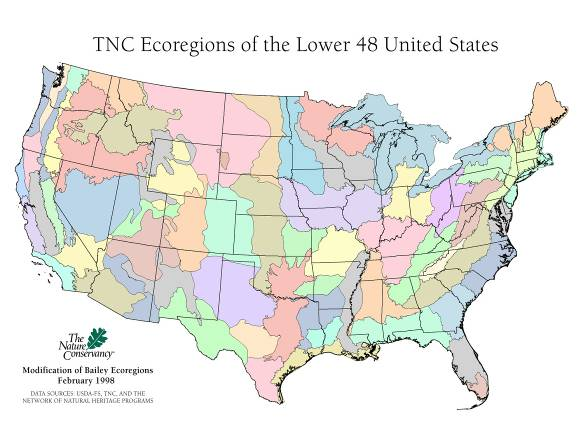 TNC Ecoregions of the Lower 48 United States
The
Nature
Conservancy
Modification of Bailey Ecoregions
February 1998
DATA SOURCES: USDA-FS, TNC, AND THE
NETWORK OF NATURAL HERITAGE PROGRAMS